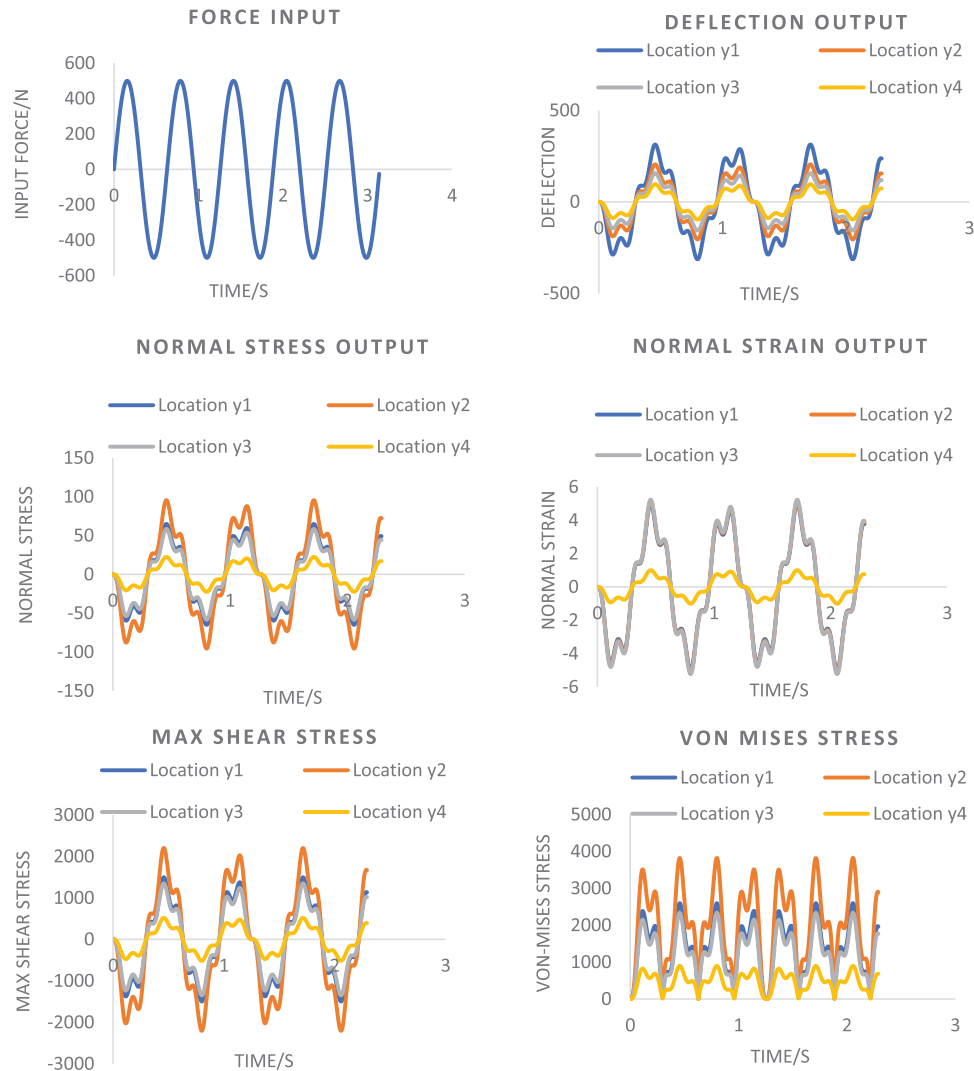 FORCE INPUT
INPUT FORCE/N
600
400
200
0
-200
-400
-600
0
1
2
3
4
TIME/S
DEFLECTION OUTPUT
Location y1
Location y2
Location y3
Location y4
DEFLECTION
500
0
-500
0
1
2
3
TIME/S
NORMAL STRESS OUTPUT
Location y1
Location y2
Location y3
Location y4
NORMAL STRESS
150
100
50
0
-50
-100
-150
0
1
2
3
TIME/S
NORMAL STRAIN OUTPUT
Location y1
Location y2
Location y3
Location y4
NORMAL STRAIN
6
4
2
0
-2
-4
-6
0
1
2
3
TIME/S
MAX SHEAR STRESS
Location y1
Location y2
Location y3
Location y4
MAX SHEAR STRESS
3000
2000
1000
0
-1000
-2000
-3000
0
1
2
3
TIME/S
VON MISES STRESS
Location y1
Location y2
Location y3
Location y4
VON-MISES STRESS
5000
4000
3000
2000
1000
0
0
1
2
3
TIME/S